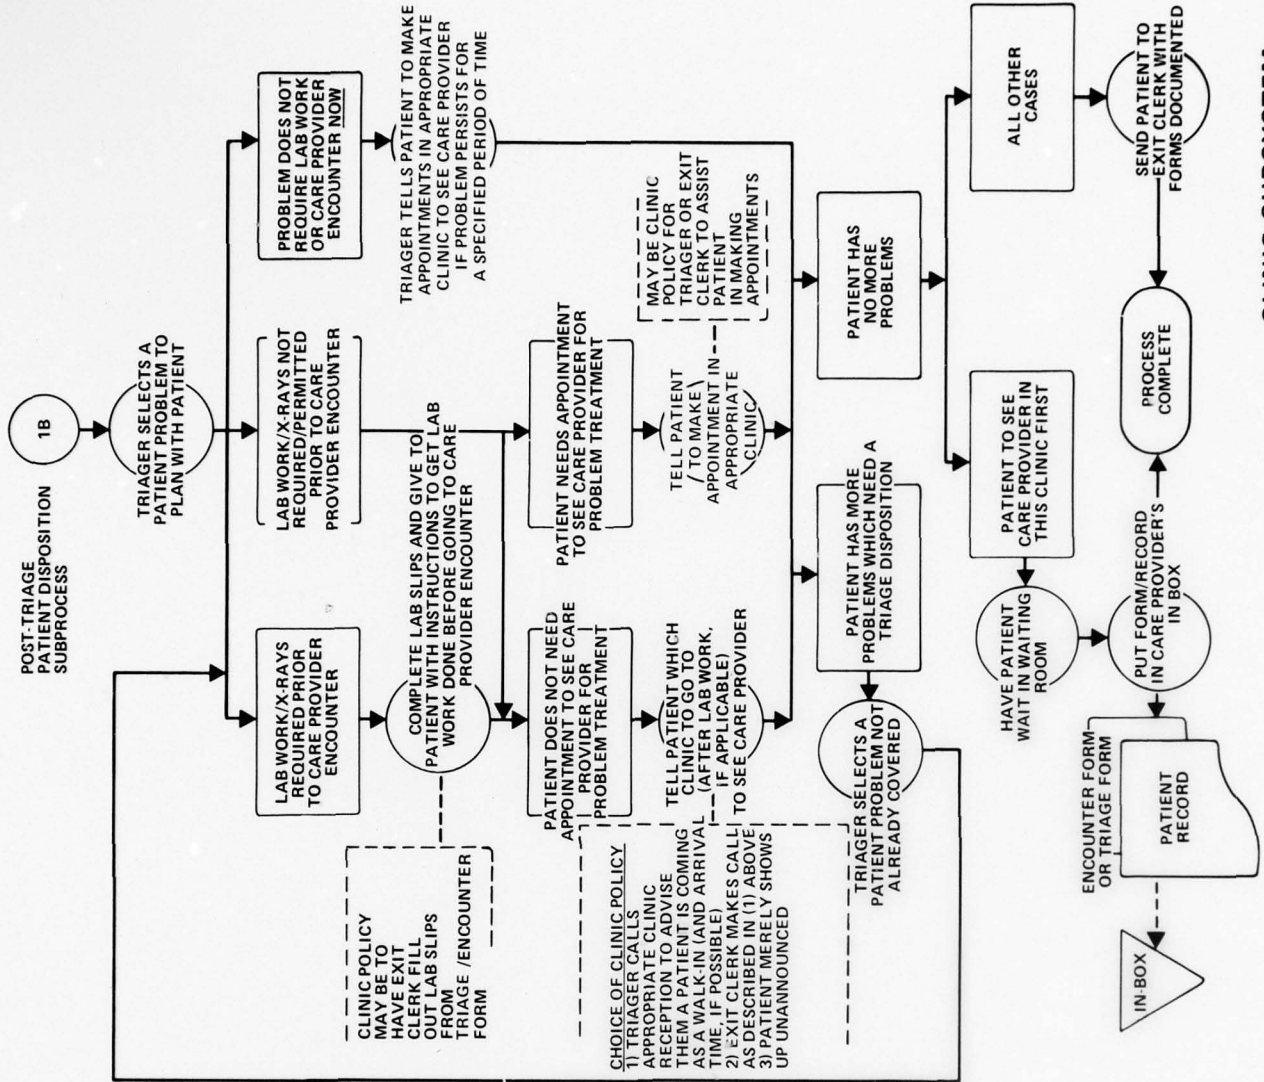 POST-TRIAGE
PATIENT DISPOSITION
SUBPROCESS
1B
TRIAGER SELECTS A
PATIENT PROBLEM TO
PLAN WITH PATIENT
LAB WORK/X-RAYS
REQUIRED PRIOR
TO CARE PROVIDER
ENCOUNTER
LAB WORK/X-RAYS NOT
REQUIRED/PERMITTED
PRIOR TO CARE
PROVIDER ENCOUNTER
PROBLEM DOES NOT
REQUIRE LAB WORK
OR CARE PROVIDER
ENCOUNTER NOW
CLINIC POLICY
MAY BE TO
HAVE EXIT
CLERK FILL
OUT LAB SLIPS
FROM
TRIAGE /ENCOUNTER
FORM
COMPLETE LAB SLIPS AND GIVE TO
PATIENT WITH INSTRUCTIONS TO GET LAB
WORK DONE BEFORE GOING TO CARE
PROVIDER ENCOUNTER
TRIAGER TELLS PATIENT TO MAKE
APPOINTMENTS IN APPROPRIATE
CLINIC TO SEE CARE PROVIDER
IF PROBLEM PERSISTS FOR
A SPECIFIED PERIOD OF TIME
PATIENT DOES NOT NEED
APPOINTMENT TO SEE CARE
PROVIDER FOR
PROBLEM TREATMENT
PATIENT NEEDS APPOINTMENT
TO SEE CARE PROVIDER FOR
PROBLEM TREATMENT
CHOICE OF CLINIC POLICY
1) TRIAGER CALLS
APPROPRIATE CLINIC
RECEPTION TO ADVISE
THEM A PATIENT IS COMING
AS A WALK-IN (AND ARRIVAL
TIME, IF POSSIBLE)
2) EXIT CLERK MAKES CALL
AS DESCRIBED IN (1) ABOVE
3) PATIENT MERELY SHOWS
UP UNANNOUNCED
TELL PATIENT WHICH
CLINIC TO GO TO
(AFTER LAB WORK,
IF APPLICABLE)
TO SEE CARE PROVIDER
TELL PATIENT
TO MAKE
APPOINTMENT IN
APPROPRIATE
CLINIC
MAY BE CLINIC
POLICY FOR
TRIAGER OR EXIT
CLERK TO ASSIST
PATIENT
IN MAKING
APPOINTMENTS
PATIENT HAS MORE
PROBLEMS WHICH NEED A
TRIAGE DISPOSITION
PATIENT HAS
NO MORE
PROBLEMS
TRIAGER SELECTS A
PATIENT PROBLEM NOT
ALREADY COVERED
PATIENT TO SEE
CARE PROVIDER IN
THIS CLINIC FIRST
ALL OTHER
CASES
HAVE PATIENT
WAIT IN WAITING
ROOM
PUT FORM/RECORD
IN CARE PROVIDER'S
IN BOX
SEND PATIENT TO
EXIT CLERK WITH
FORMS DOCUMENTED
PROCESS
COMPLETE
ENCOUNTER FORM
OR TRIAGE FORM
PATIENT
RECORD
IN-BOX